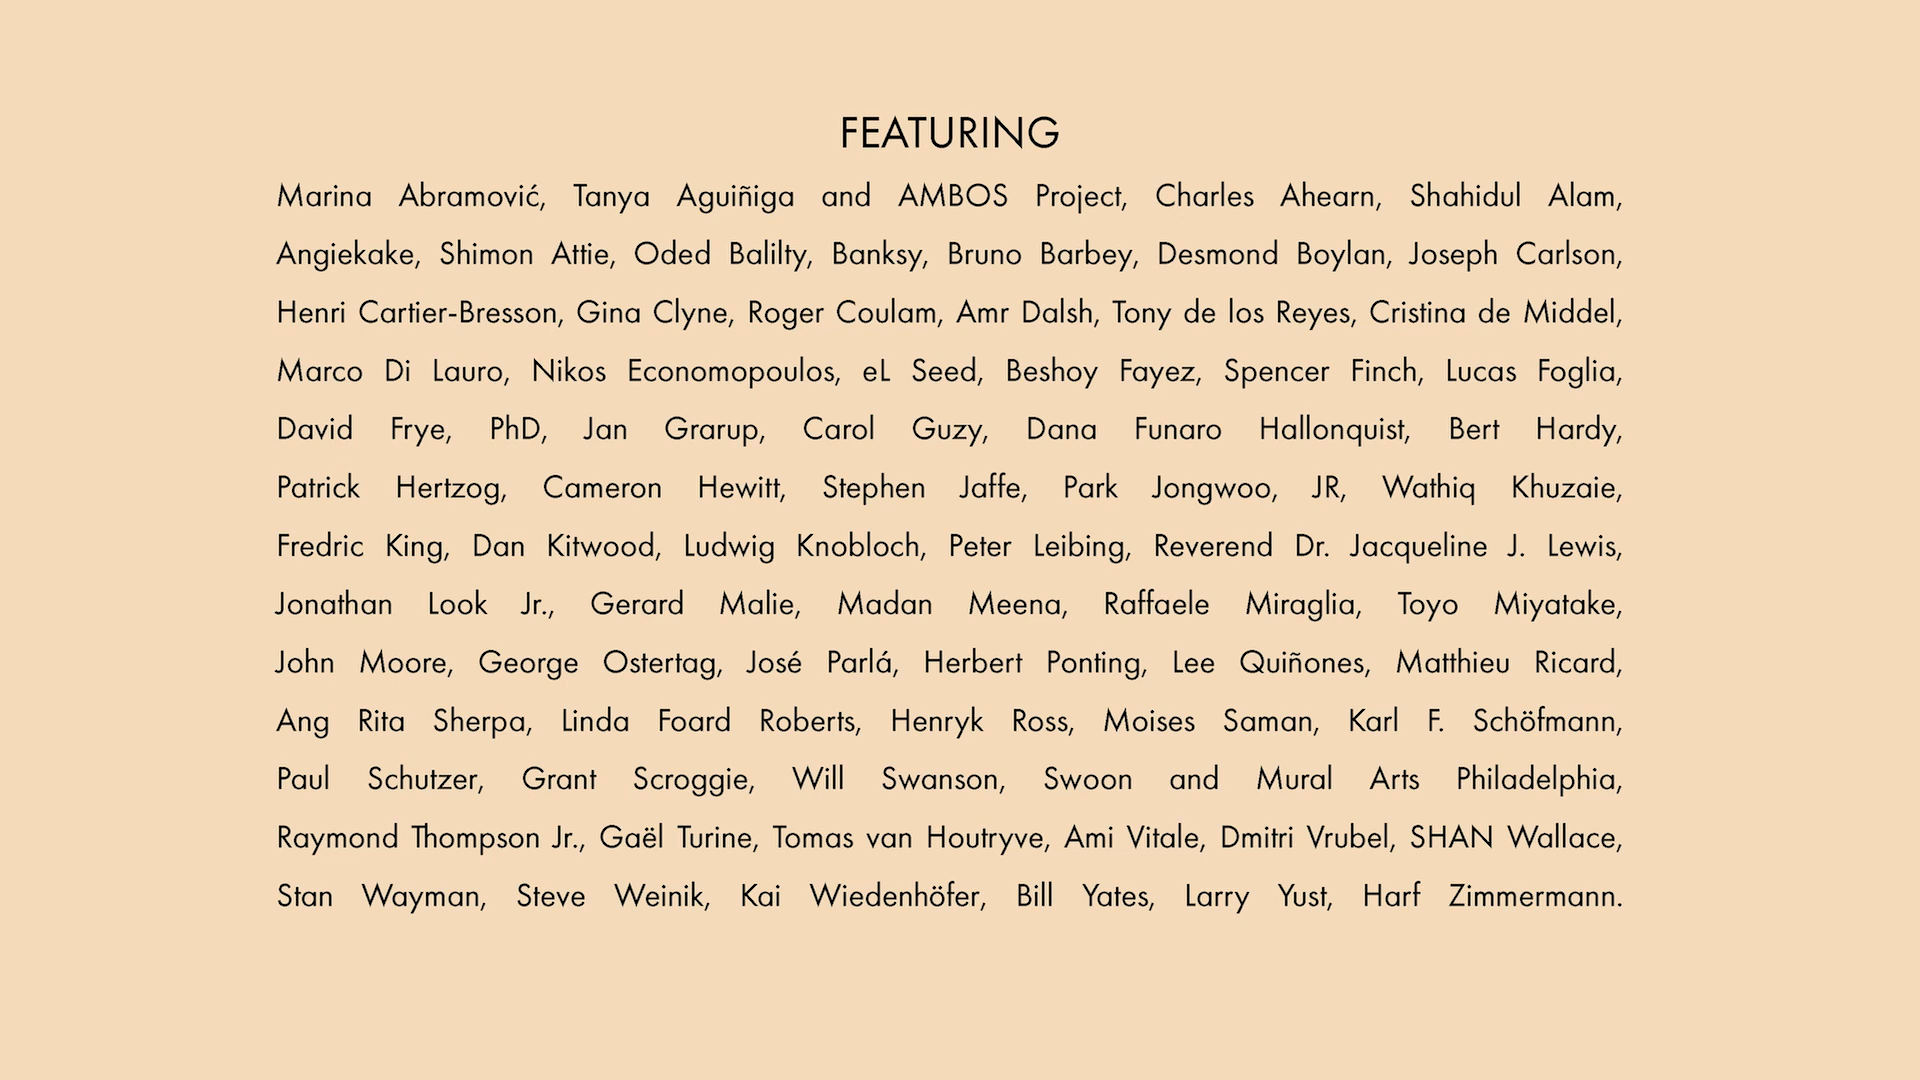 FEATURING
Marina Abramović, Tanya Aguiñiga and AMBOS Project, Charles Ahearn, Shahidul Alam,
Angiekake, Shimon Attie, Oded Balilty, Banksy, Bruno Barbey, Desmond Boylan, Joseph Carlson,
Henri Cartier-Bresson, Gina Clyne, Roger Coulam, Amr Dalsh, Tony de los Reyes, Cristina de Middel,
Marco Di Lauro, Nikos Economopoulos, eL Seed, Beshoy Fayez, Spencer Finch, Lucas Foglia,
David Frye, PhD, Jan Grarup, Carol Guzy, Dana Funaro Hallonquist, Bert Hardy,
Patrick Hertzog, Cameron Hewitt, Stephen Jaffe, Park Jongwoo, JR, Wathiq Khuzaie,
Fredric King, Dan Kitwood, Ludwig Knobloch, Peter Leibing, Reverend Dr. Jacqueline J. Lewis,
Jonathan Look Jr., Gerard Malie, Madan Meena, Raffaele Miraglia, Toyo Miyatake,
John Moore, George Ostertag, José Parlá, Herbert Ponting, Lee Quiñones, Matthieu Ricard,
Ang Rita Sherpa, Linda Foard Roberts, Henryk Ross, Moises Saman, Karl F. Schöfmann,
Paul Schutzer, Grant Scroggie, Will Swanson, Swoon and Mural Arts Philadelphia,
Raymond Thompson Jr., Gaël Turine, Tomas van Houtryve, Ami Vitale, Dmitri Vrubel, SHAN Wallace,
Stan Wayman, Steve Weinik, Kai Wiedenhöfer, Bill Yates, Larry Yust, Harf Zimmermann.